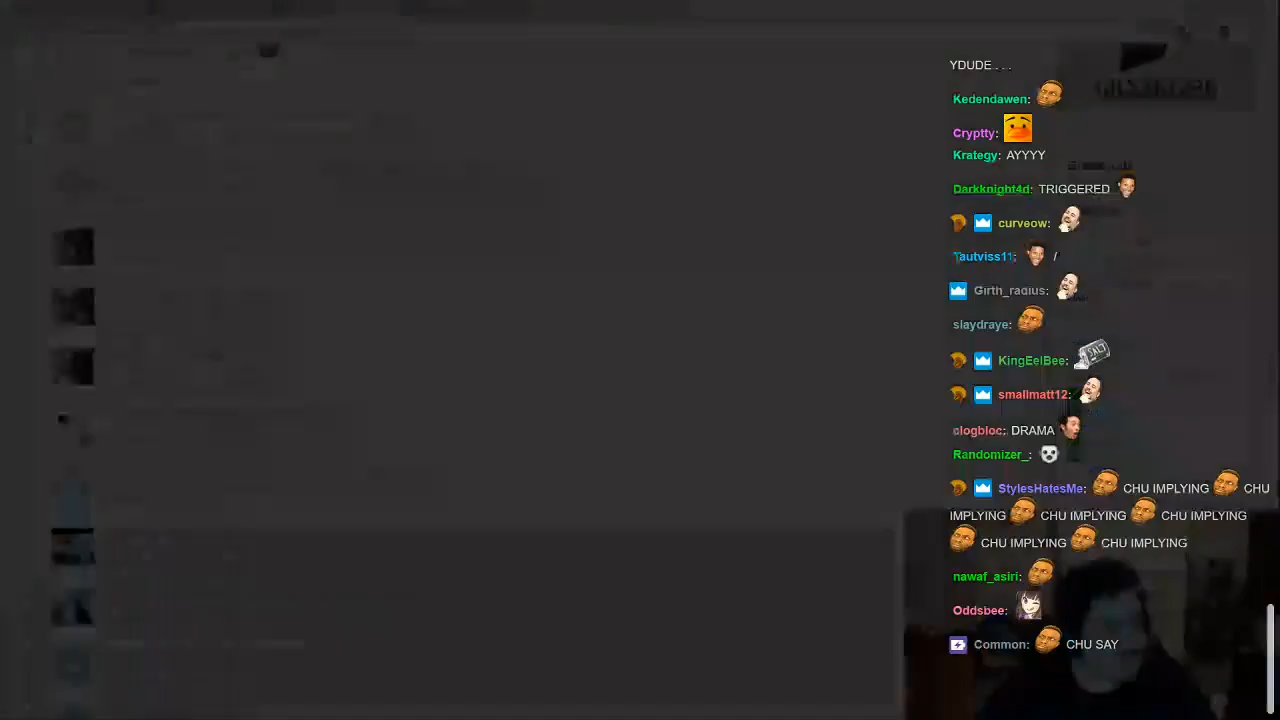 YDUDE . . .
Kedendawen:
Cryptty:
Krategy: AYYYY
Darkknight4d: TRIGGERED
curveow:
Tautviss11: /
Girth_radius:
slaydraye:
KingEelBee: SALT
smallmatt12:
clogbloc: DRAMA
Randomizer_:
StylesHatesMe: CHU IMPLYING CHU
IMPLYING CHU IMPLYING CHU IMPLYING
CHU IMPLYING CHU IMPLYING
nawaf_asiri:
Oddsbee:
Common: CHU SAY